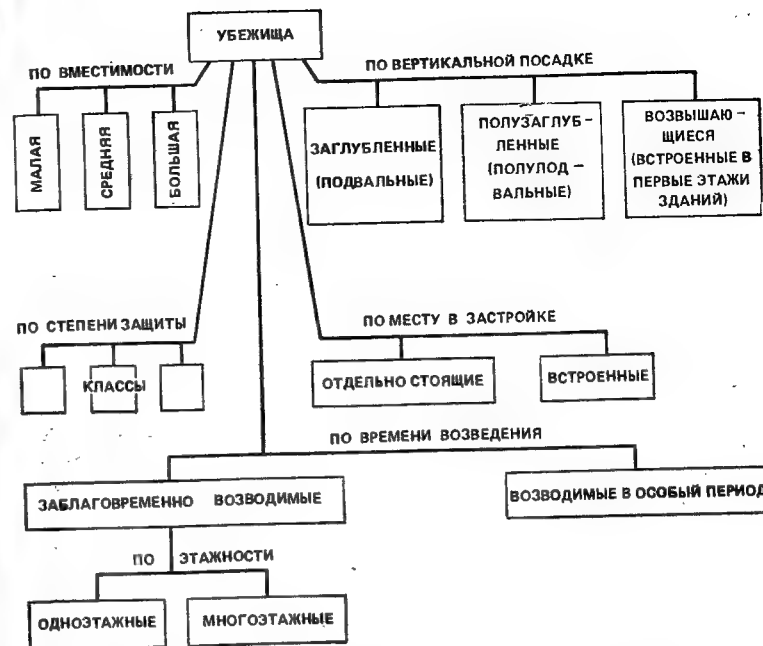 УБЕЖИЩА
ПО ВМЕСТИМОСТИ
МАЛАЯ
СРЕДНЯЯ
БОЛЬШАЯ
ПО ВЕРТИКАЛЬНОЙ ПОСАДКЕ
ЗАГЛУБЛЕННЫЕ
(ПОДВАЛЬНЫЕ)
ПОЛУЗАГЛУБ –
ЛЕННЫЕ
(ПОЛУПОД –
ВАЛЬНЫЕ)
ВОЗВЫШАЮ –
ЩИЕСЯ
(ВСТРОЕННЫЕ В
ПЕРВЫЕ ЭТАЖИ
ЗДАНИЙ)
ПО СТЕПЕНИ ЗАЩИТЫ
КЛАССЫ
ПО МЕСТУ В ЗАСТРОЙКЕ
ОТДЕЛЬНО СТОЯЩИЕ
ВСТРОЕННЫЕ
ПО ВРЕМЕНИ ВОЗВЕДЕНИЯ
ЗАБЛАГОВРЕМЕННО ВОЗВОДИМЫЕ
ВОЗВОДИМЫЕ В ОСОБЫЙ ПЕРИОД
ПО ЭТАЖНОСТИ
ОДНОЭТАЖНЫЕ
МНОГОЭТАЖНЫЕ